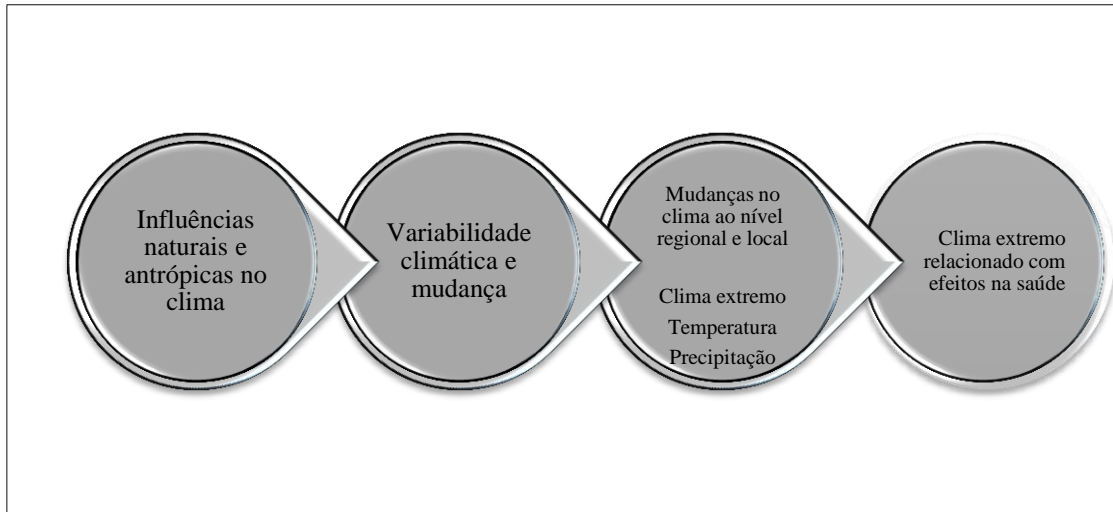 Influências
naturais e
antrópicas no
clima
Variabilidade
climática e
mudança
Mudanças no
clima ao nível
regional e local
Clima extremo
Temperatura
Precipitação
Clima extremo
relacionado com
efeitos na saúde